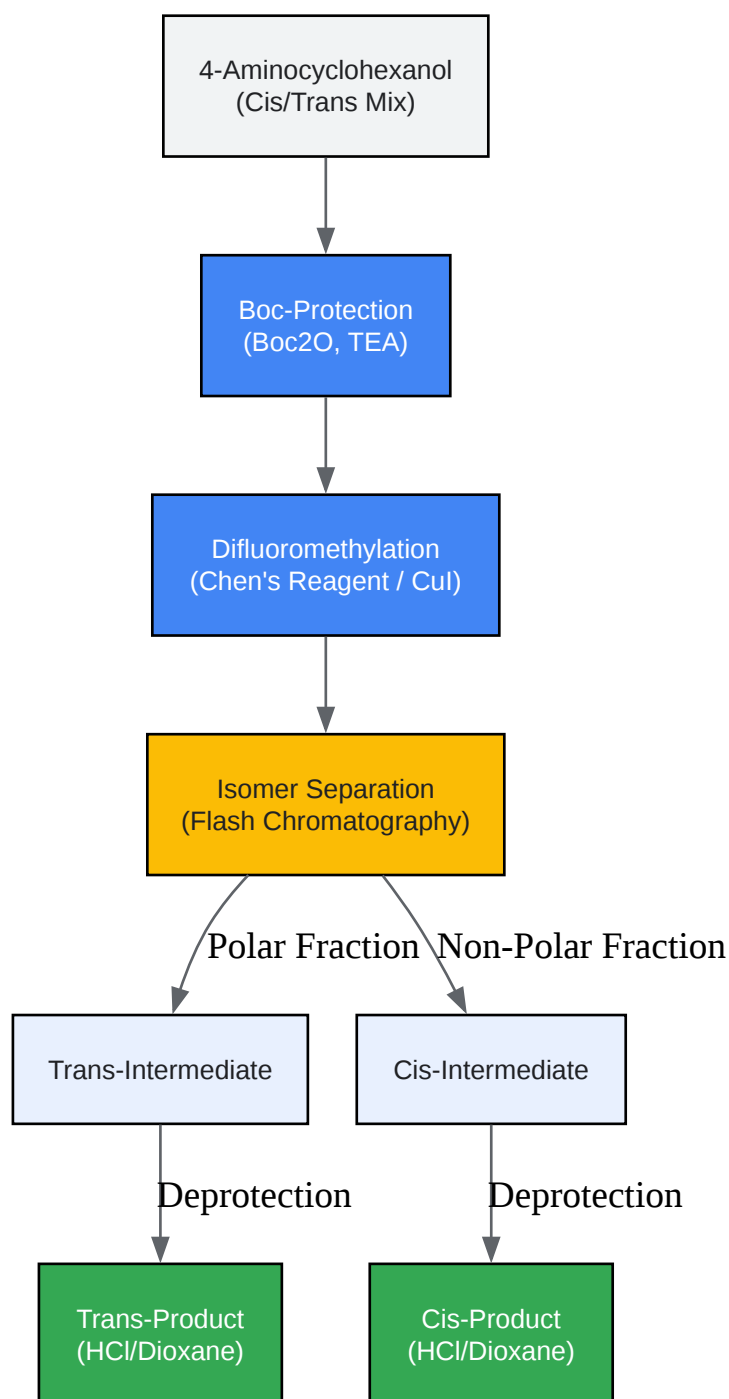 4-Aminocyclohexanol
(Cis/Trans Mix)
Boc-Protection
(Boc2O, TEA)
Difluoromethylation
(Chen's Reagent / CuI)
Isomer Separation
(Flash Chromatography)
Polar Fraction
Non-Polar Fraction
Trans-Intermediate
Cis-Intermediate
Deprotection
Deprotection
Trans-Product
(HCl/Dioxane)
Cis-Product
(HCl/Dioxane)